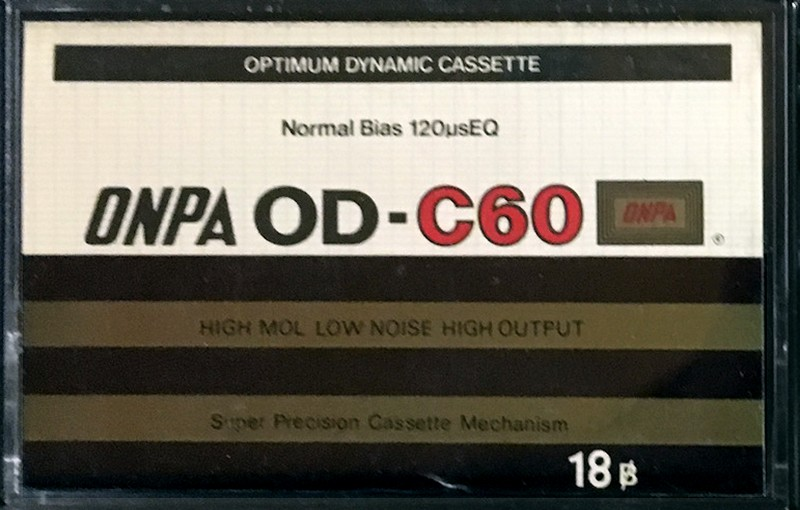 OPTIMUM DYNAMIC CASSETTE
Normal Bias 120µsEQ
ONPA OD-C60 ONPA ®
HIGH MOL LOW NOISE HIGH OUTPUT
Super Precision Cassette Mechanism
18